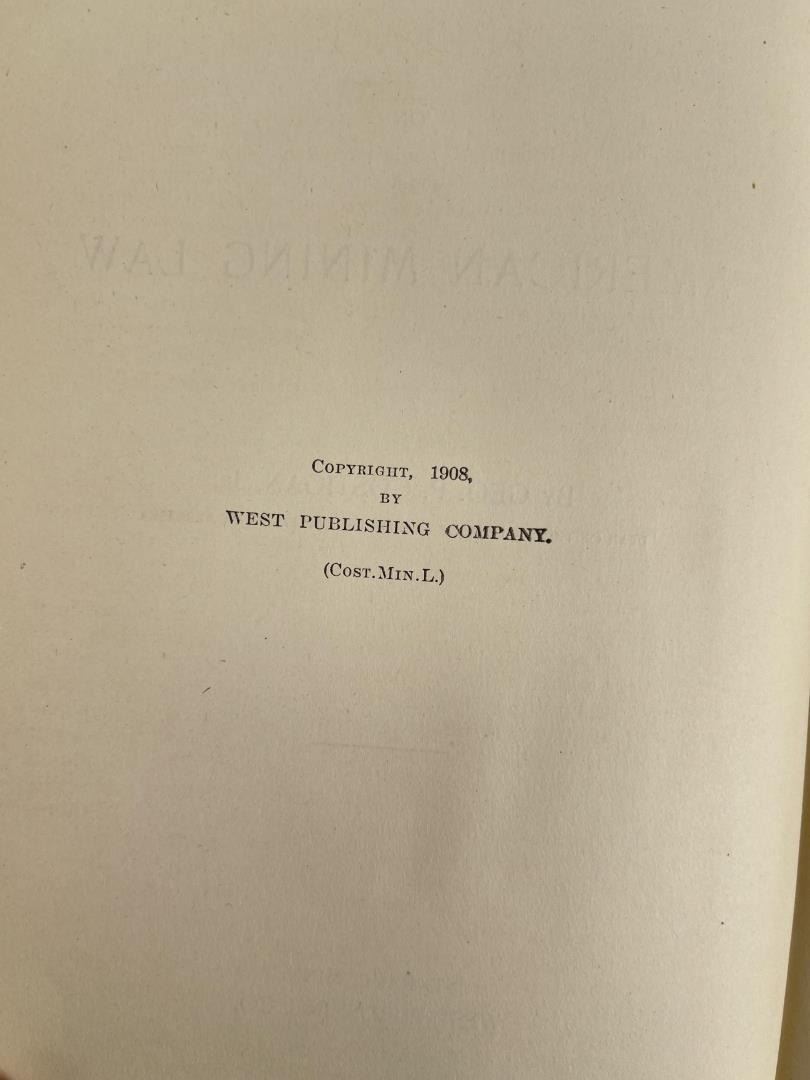 COPYRIGHT, 1908,
BY
WEST PUBLISHING COMPANY.
(COST.MIN.L.)